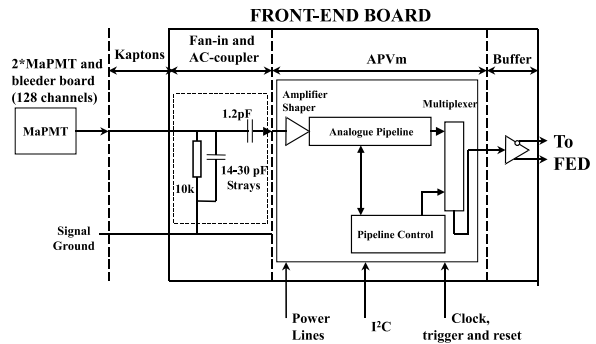 FRONT-END BOARD
2*MaPMT and
bleeder board
(128 channels)
Kaptons
Fan-in and
AC-coupler
APVm
Buffer
MaPMT
1.2pF
14-30 pF
Strays
10k
Amplifier
Shaper
Analogue Pipeline
Multiplexer
Pipeline Control
To
FED
Signal
Ground
Power
Lines
I²C
Clock,
trigger and reset